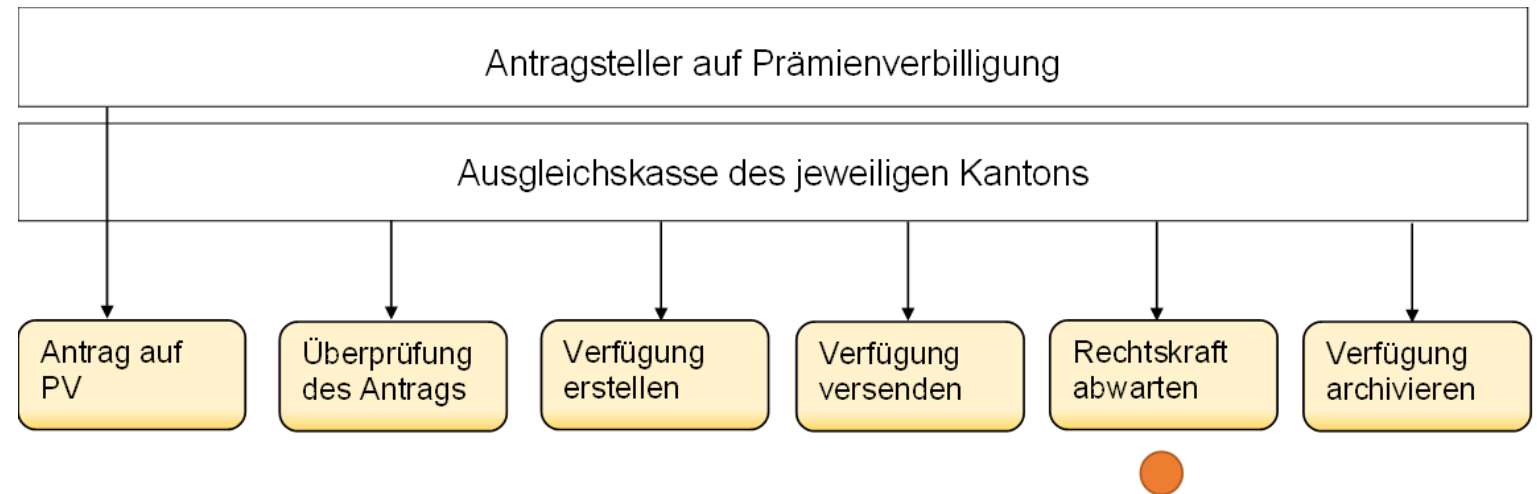 Antragsteller auf Prämienverbilligung
Ausgleichskasse des jeweiligen Kantons
Antrag auf
PV
Überprüfung
des Antrags
Verfügung
erstellen
Verfügung
versenden
Rechtskraft
abwarten
Verfügung
archivieren